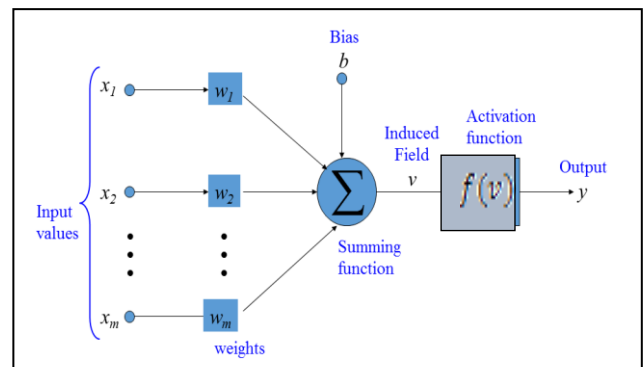 Bias
b
x1
w1
Activation
function
Induced
Field
v
f(v)
Output
y
Input
values
x2
w2
Σ
Summing
function
xm
wm
weights